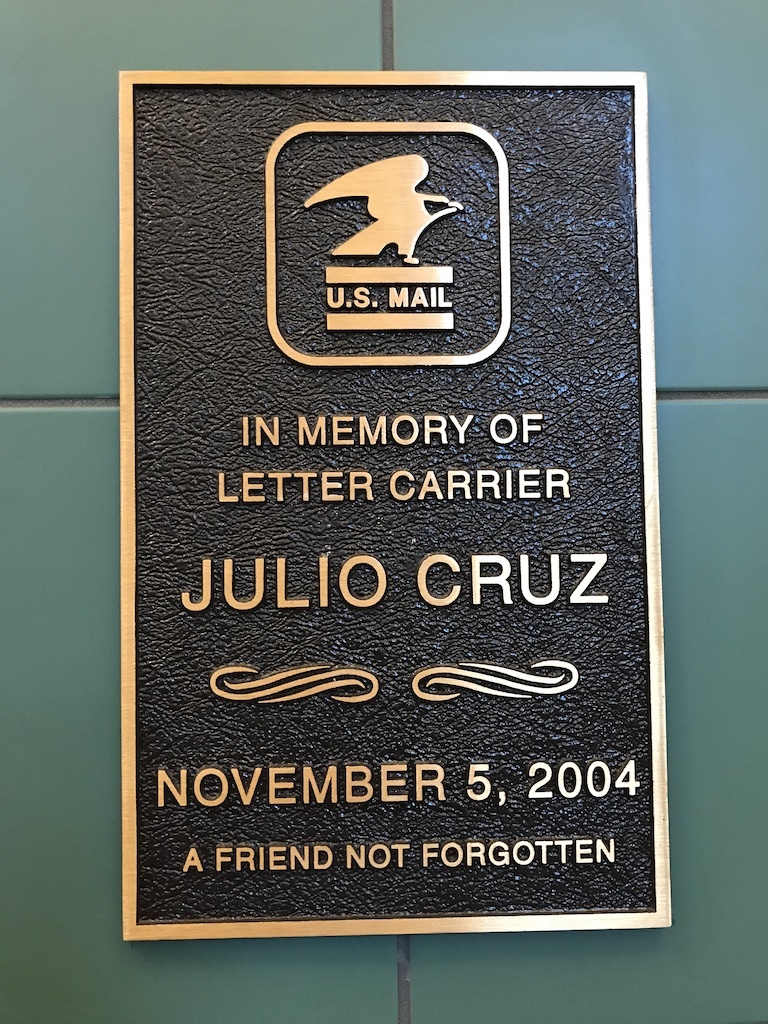 U.S. MAIL
IN MEMORY OF
LETTER CARRIER
JULIO CRUZ
NOVEMBER 5, 2004
A FRIEND NOT FORGOTTEN